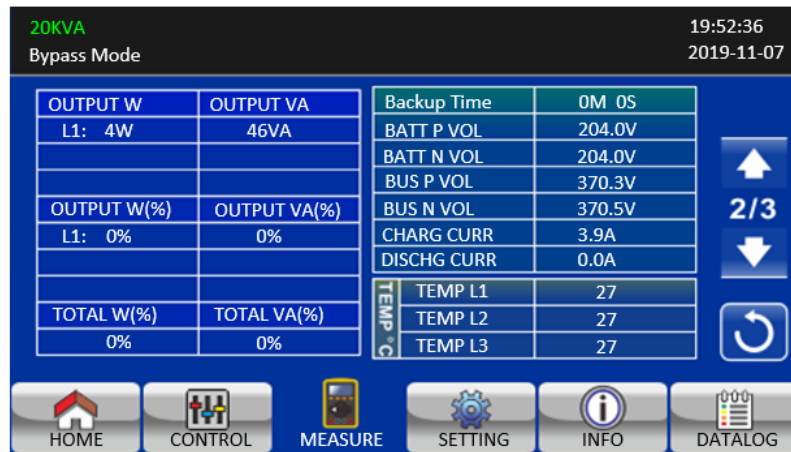 20KVA
19:52:36
Bypass Mode
2019-11-07
OUTPUT W OUTPUT VA
L1: 4W 46VA
OUTPUT W(%) OUTPUT VA(%)
L1: 0% 0%
TOTAL W(%) TOTAL VA(%)
0% 0%
Backup Time 0M 0S
BATT P VOL 204.0V
BATT N VOL 204.0V
BUS P VOL 370.3V
BUS N VOL 370.5V
CHARG CURR 3.9A
DISCHG CURR 0.0A
TEMP °C
TEMP L1 27
TEMP L2 27
TEMP L3 27
2/3
HOME CONTROL MEASURE SETTING INFO DATALOG